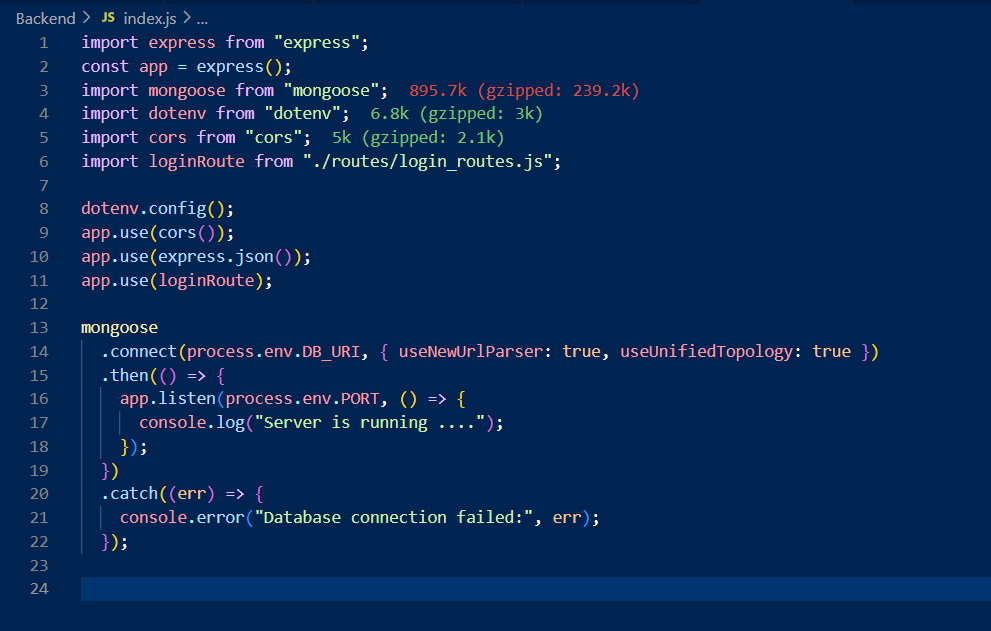 Backend > JS index.js > ...
1 import express from "express";
2 const app = express();
3 import mongoose from "mongoose"; 895.7k (gzipped: 239.2k)
4 import dotenv from "dotenv"; 6.8k (gzipped: 3k)
5 import cors from "cors"; 5k (gzipped: 2.1k)
6 import loginRoute from "./routes/login_routes.js";
7
8 dotenv.config();
9 app.use(cors());
10 app.use(express.json());
11 app.use(loginRoute);
12
13 mongoose
14   .connect(process.env.DB_URI, { useNewUrlParser: true, useUnifiedTopology: true })
15   .then(() => {
16     app.listen(process.env.PORT, () => {
17       console.log("Server is running ....");
18     });
19   })
20   .catch((err) => {
21     console.error("Database connection failed:", err);
22   });
23
24